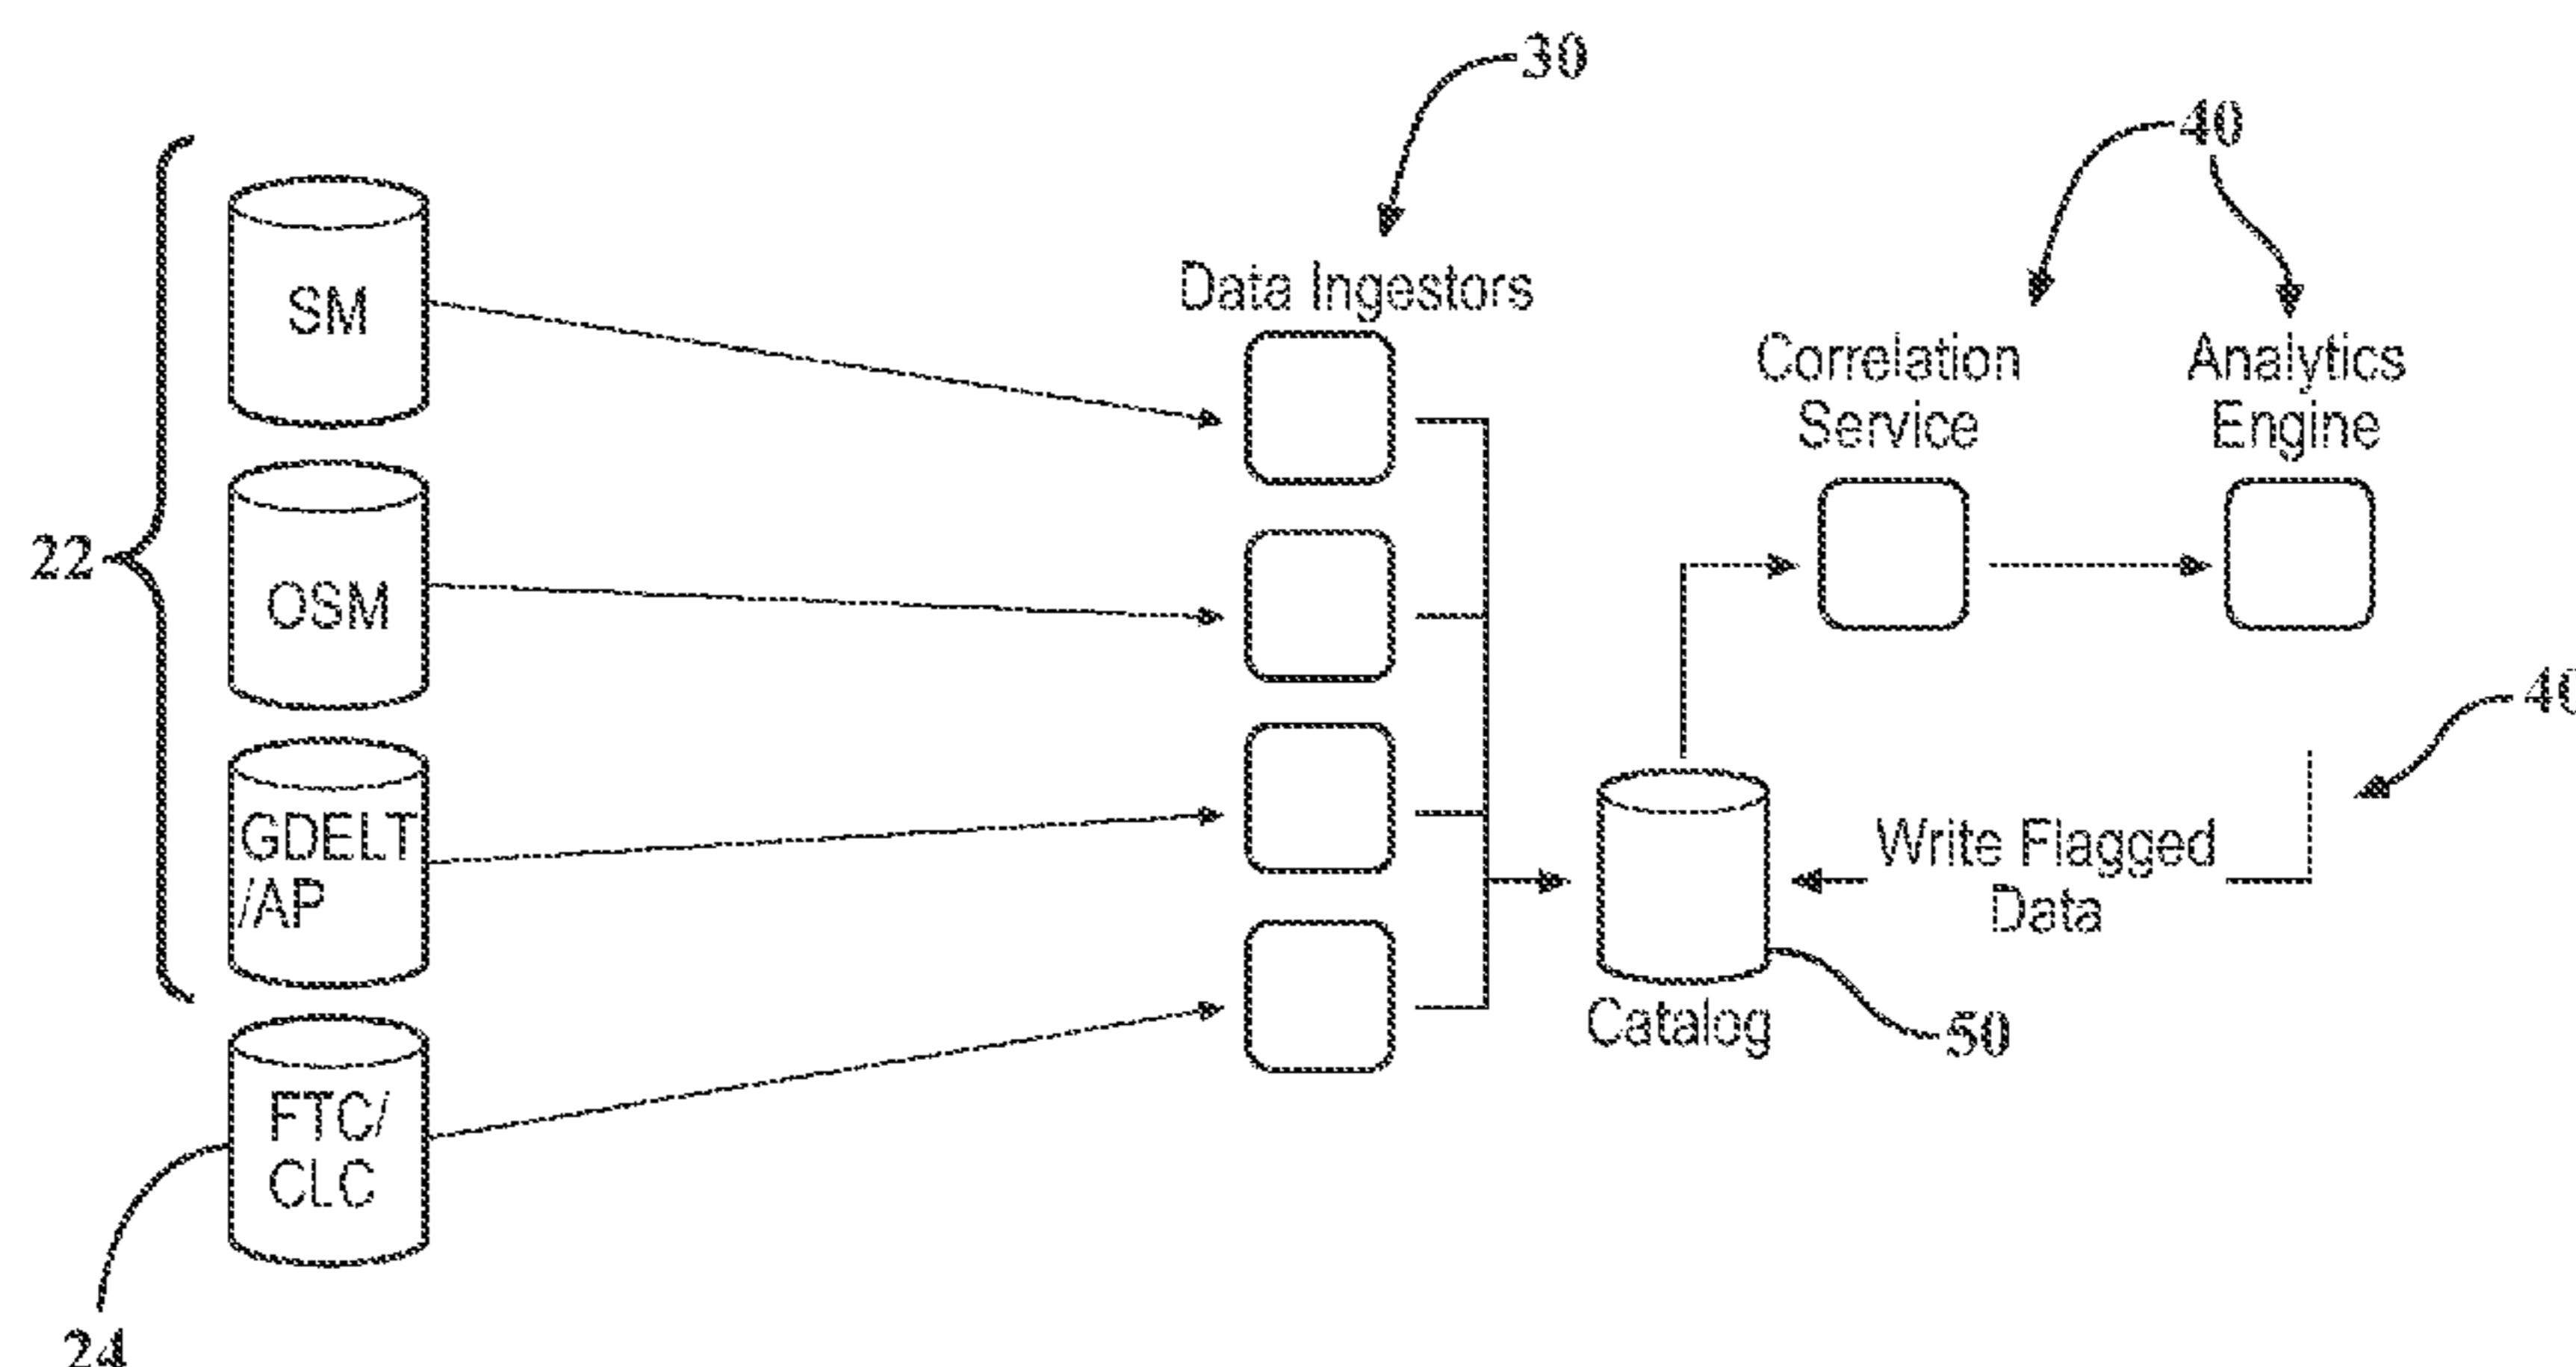 30
40
Data Ingestors
SM
Correlation
Service
Analytics
Engine
22
OSM
40
GDELT
/AP
Write Flagged
Data
Catalog
50
FTC/
CLC
24